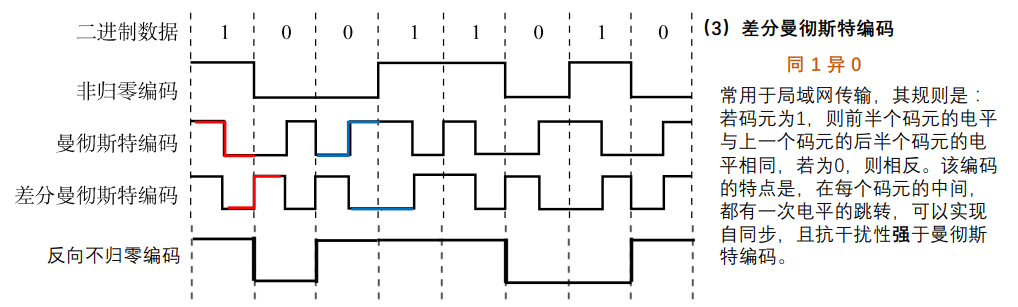 二进制数据 1 0 0 1 1 0 1 0
非归零编码
曼彻斯特编码
差分曼彻斯特编码
反向不归零编码
(3) 差分曼彻斯特编码
同 1 异 0
常用于局域网传输，其规则是：
若码元为1，则前半个码元的电平
与上一个码元的后半个码元的电
平相同，若为0，则相反。该编码
的特点是，在每个码元的中间，
都有一次电平的跳转，可以实现
自同步，且抗干扰性强于曼彻斯
特编码。